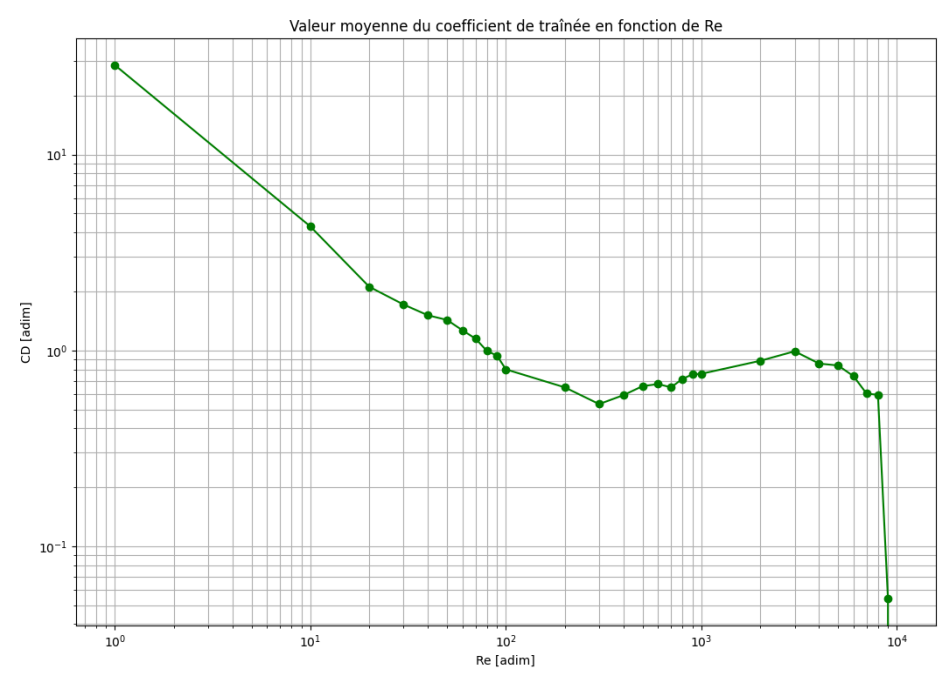 Valeur moyenne du coefficient de traînée en fonction de Re
CD [adim]
10¹
10⁰
10⁻¹
10⁰ 10¹ 10² 10³ 10⁴
Re [adim]